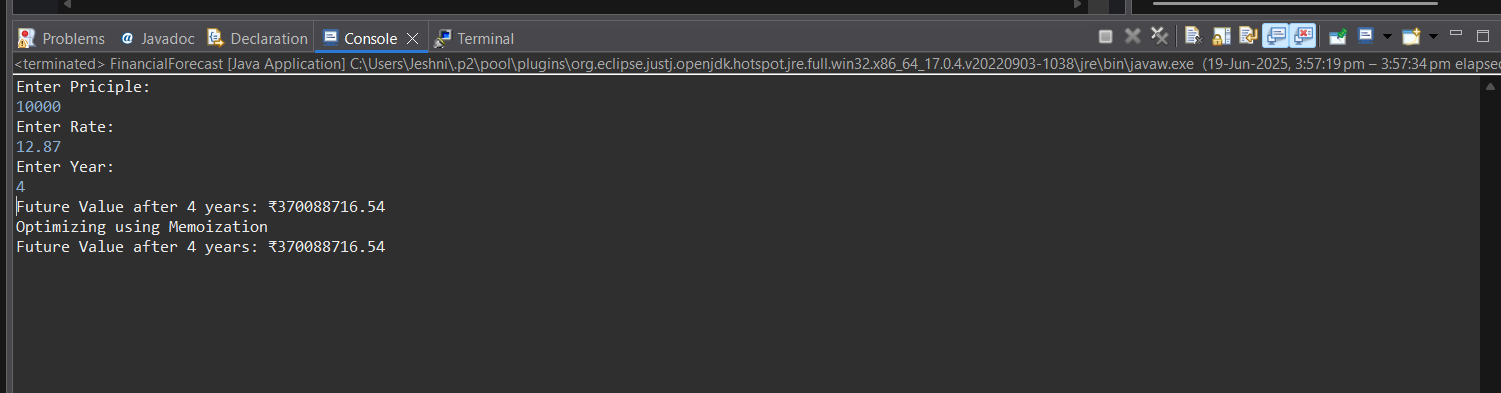 Problems Javadoc Declaration Console Terminal
<terminated> FinancialForecast [Java Application] C:\Users\Jeshni\.p2\pool\plugins\org.eclipse.justj.openjdk.hotspot.jre.full.win32.x86_64_17.0.4.v20220903-1038\jre\bin\javaw.exe (19-Jun-2025, 3:57:19 pm – 3:57:34 pm elapsed
Enter Priciple:
10000
Enter Rate:
12.87
Enter Year:
4
Future Value after 4 years: ₹370088716.54
Optimizing using Memoization
Future Value after 4 years: ₹370088716.54